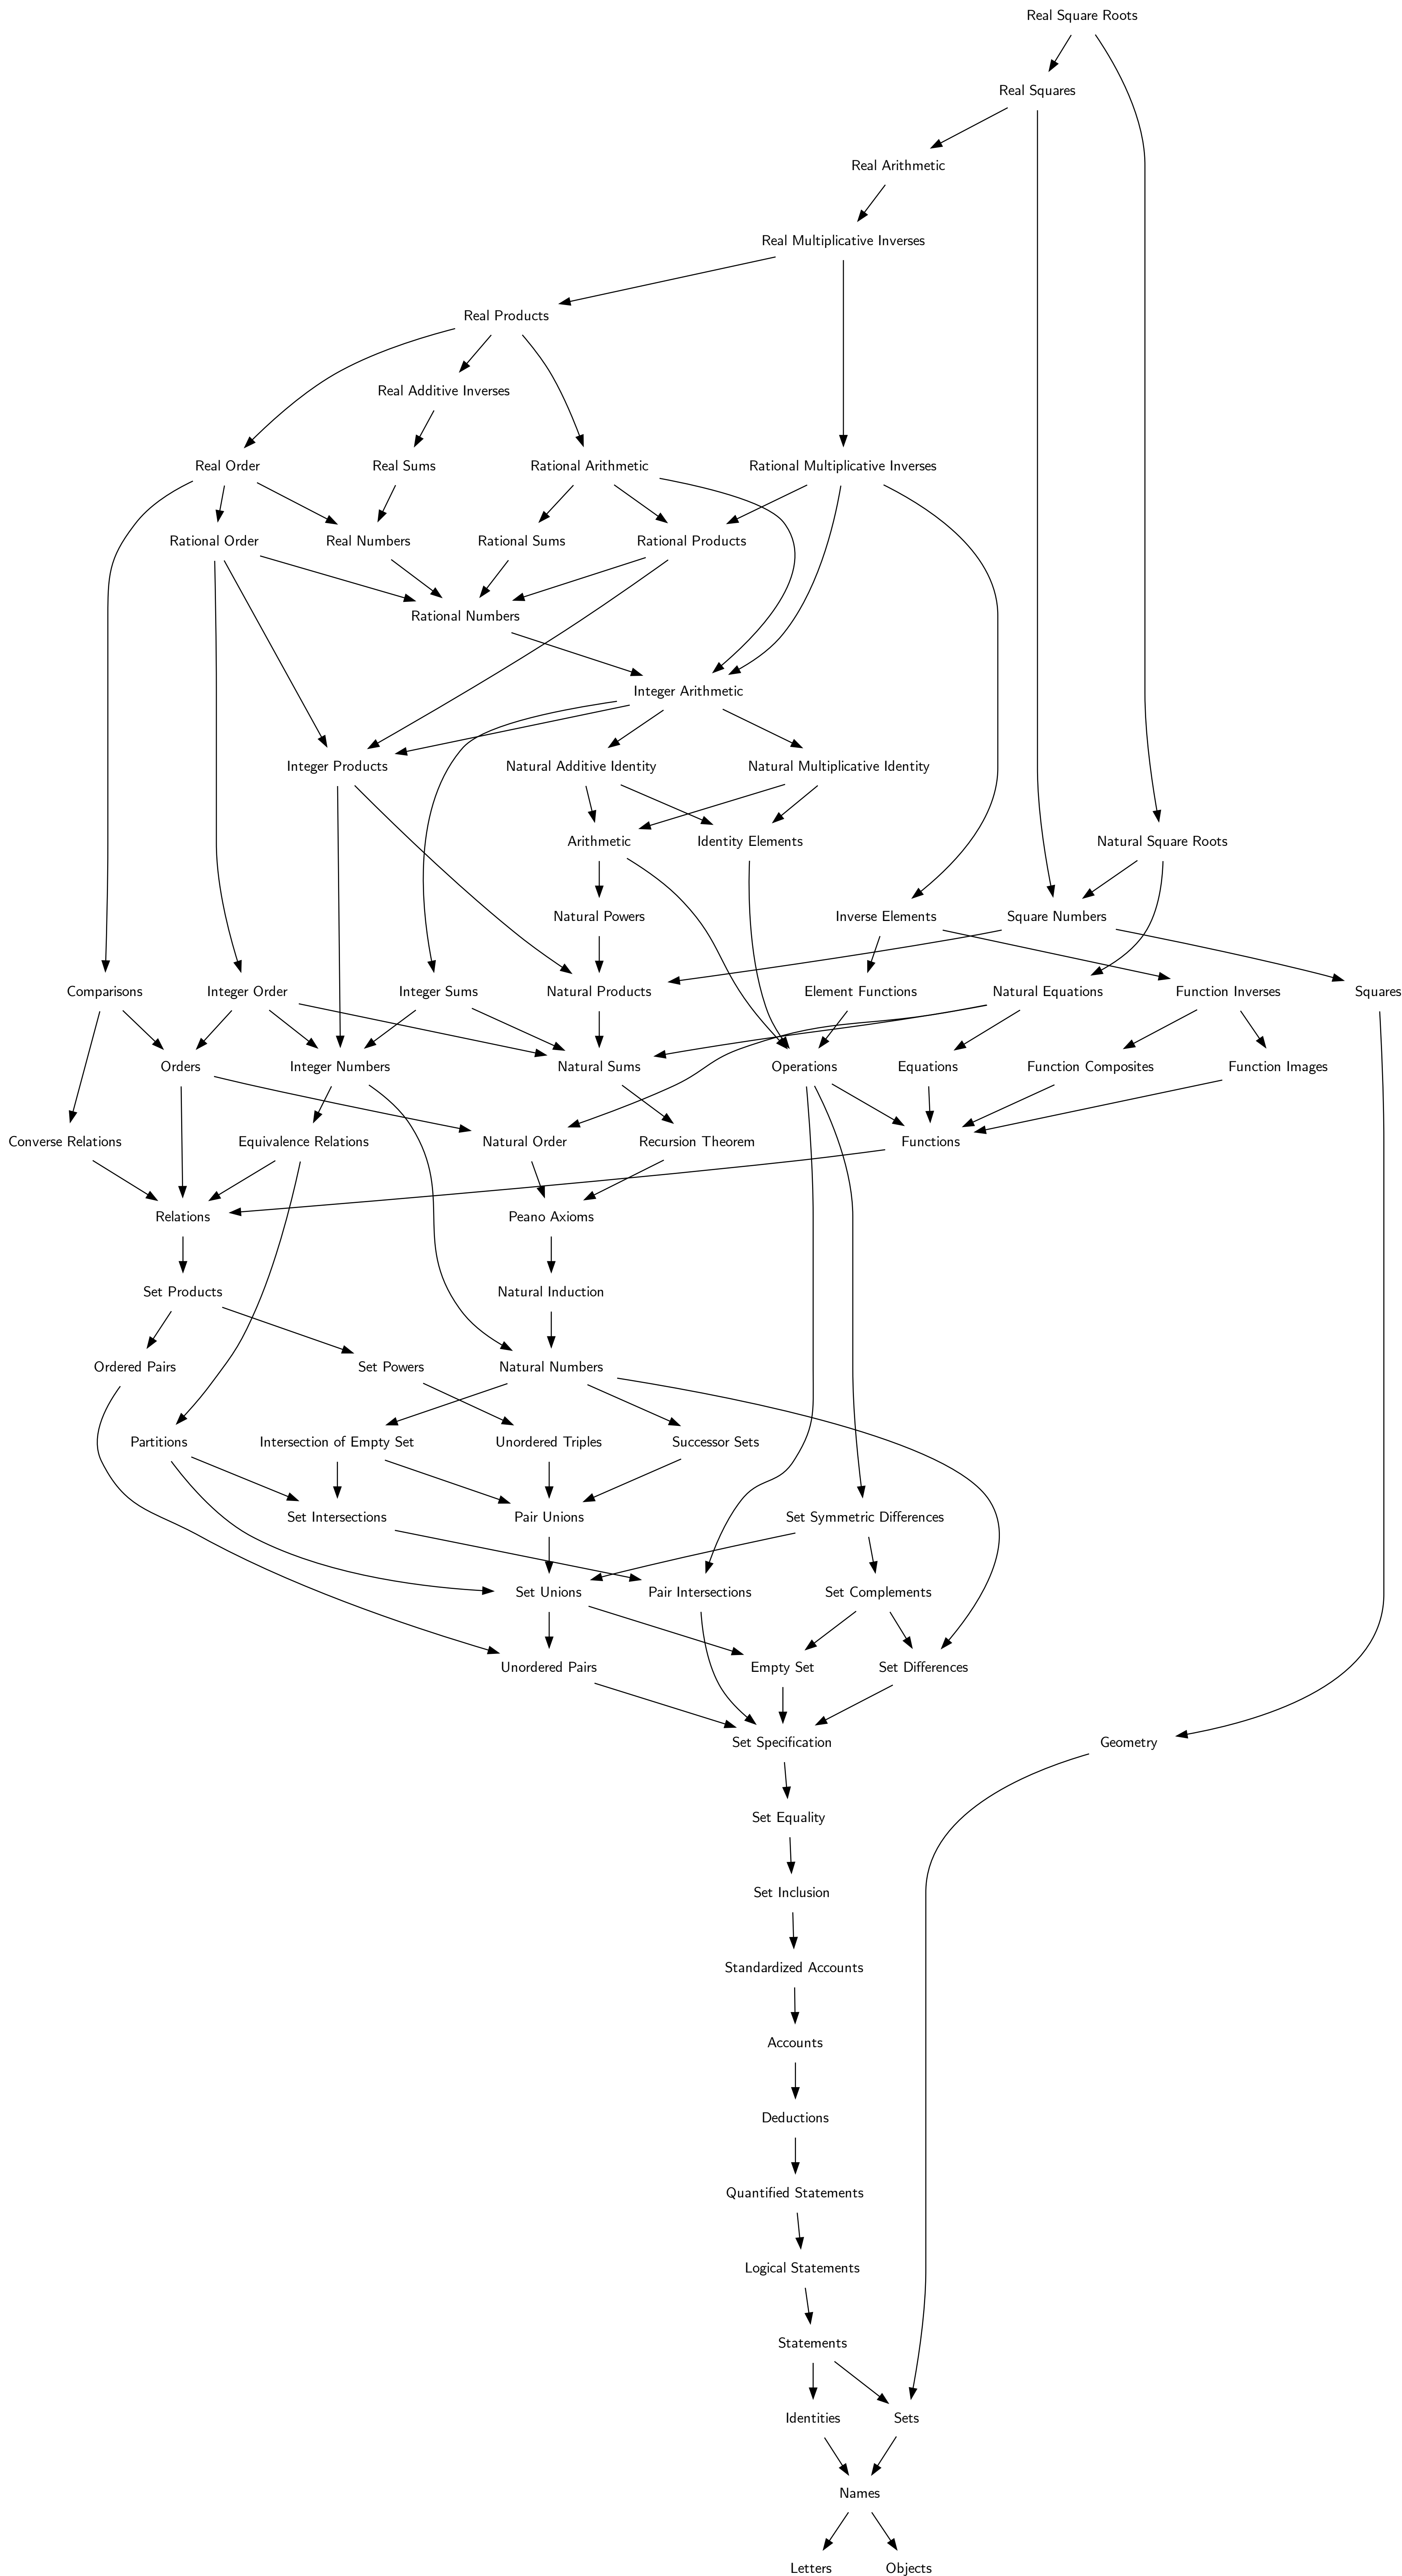 Real Square Roots
Real Squares
Real Arithmetic
Real Multiplicative Inverses
Real Products
Real Additive Inverses
Real Order
Real Sums
Rational Arithmetic
Rational Multiplicative Inverses
Rational Order
Real Numbers
Rational Sums
Rational Products
Rational Numbers
Integer Arithmetic
Integer Products
Natural Additive Identity
Natural Multiplicative Identity
Arithmetic
Identity Elements
Natural Square Roots
Natural Powers
Inverse Elements
Square Numbers
Comparisons
Integer Order
Integer Sums
Natural Products
Element Functions
Natural Equations
Function Inverses
Squares
Orders
Integer Numbers
Natural Sums
Operations
Equations
Function Composites
Function Images
Converse Relations
Equivalence Relations
Natural Order
Recursion Theorem
Functions
Relations
Peano Axioms
Set Products
Natural Induction
Ordered Pairs
Set Powers
Natural Numbers
Partitions
Intersection of Empty Set
Unordered Triples
Successor Sets
Set Intersections
Pair Unions
Set Symmetric Differences
Set Unions
Pair Intersections
Set Complements
Unordered Pairs
Empty Set
Set Differences
Set Specification
Geometry
Set Equality
Set Inclusion
Standardized Accounts
Accounts
Deductions
Quantified Statements
Logical Statements
Statements
Identities
Sets
Names
Letters
Objects